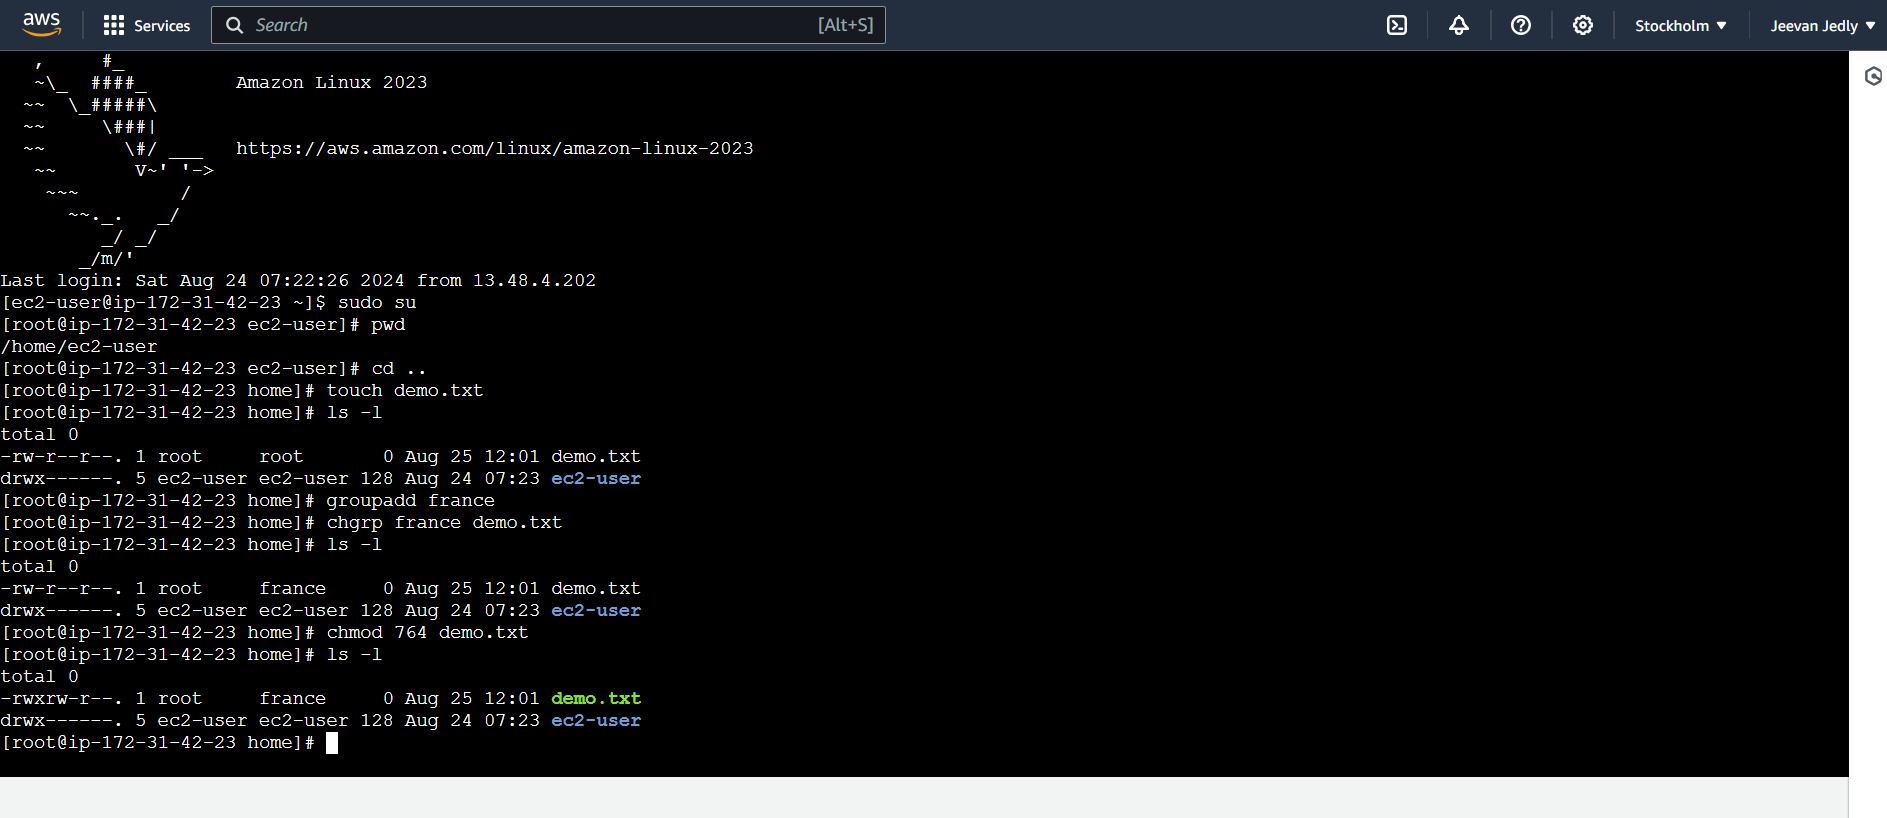 aws Services Search [Alt+S] Stockholm ▼ Jeevan Jedly ▼
   ,     #_
   ~\_  ####_        Amazon Linux 2023
  ~~  \_#####\
  ~~     \###|
  ~~       \#/ ___   https://aws.amazon.com/linux/amazon-linux-2023
   ~~       V~' '->
    ~~~         /
      ~~._.   _/
         _/ _/
       _/m/'
Last login: Sat Aug 24 07:22:26 2024 from 13.48.4.202
[ec2-user@ip-172-31-42-23 ~]$ sudo su
[root@ip-172-31-42-23 ec2-user]# pwd
/home/ec2-user
[root@ip-172-31-42-23 ec2-user]# cd ..
[root@ip-172-31-42-23 home]# touch demo.txt
[root@ip-172-31-42-23 home]# ls -l
total 0
-rw-r--r--. 1 root     root       0 Aug 25 12:01 demo.txt
drwx------. 5 ec2-user ec2-user 128 Aug 24 07:23 ec2-user
[root@ip-172-31-42-23 home]# groupadd france
[root@ip-172-31-42-23 home]# chgrp france demo.txt
[root@ip-172-31-42-23 home]# ls -l
total 0
-rw-r--r--. 1 root     france     0 Aug 25 12:01 demo.txt
drwx------. 5 ec2-user ec2-user 128 Aug 24 07:23 ec2-user
[root@ip-172-31-42-23 home]# chmod 764 demo.txt
[root@ip-172-31-42-23 home]# ls -l
total 0
-rwxrw-r--. 1 root     france     0 Aug 25 12:01 demo.txt
drwx------. 5 ec2-user ec2-user 128 Aug 24 07:23 ec2-user
[root@ip-172-31-42-23 home]#